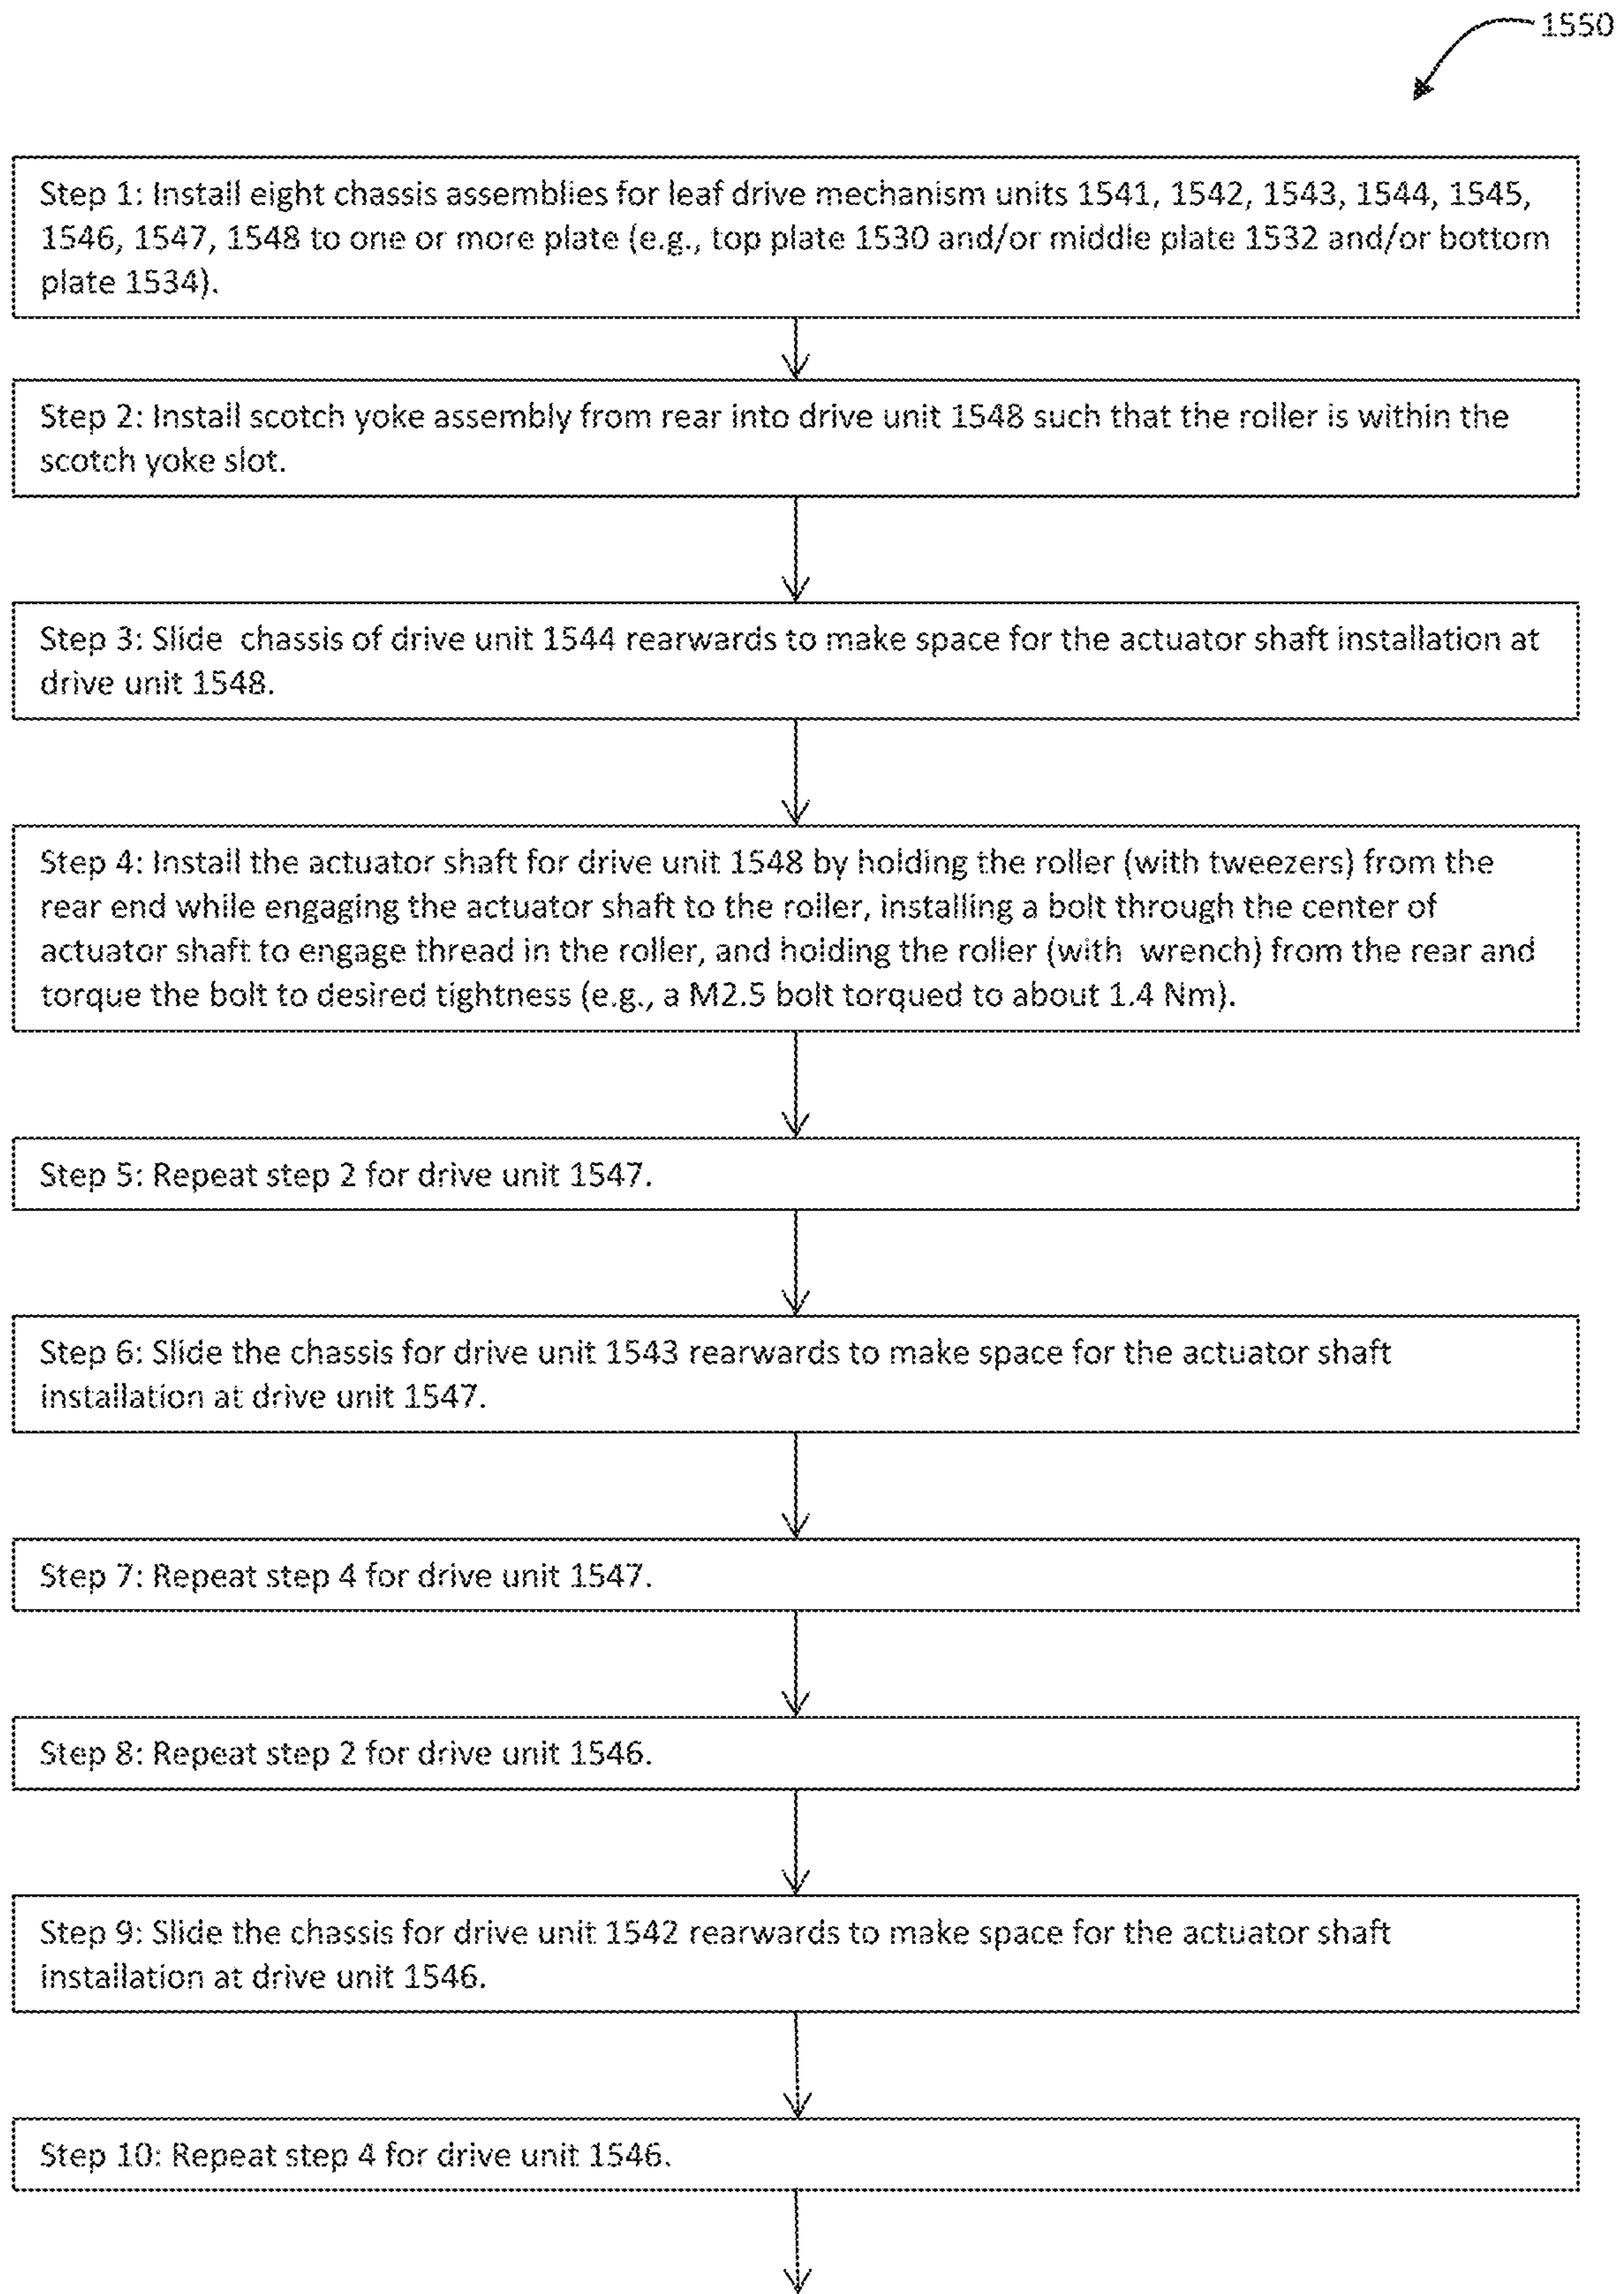 1550
Step 1: Install eight chassis assemblies for leaf drive mechanism units 1541, 1542, 1543, 1544, 1545,
1546, 1547, 1548 to one or more plate (e.g., top plate 1530 and/or middle plate 1532 and/or bottom
plate 1534).
Step 2: Install scotch yoke assembly from rear into drive unit 1548 such that the roller is within the
scotch yoke slot.
Step 3: Slide chassis of drive unit 1544 rearwards to make space for the actuator shaft installation at
drive unit 1548.
Step 4: Install the actuator shaft for drive unit 1548 by holding the roller (with tweezers) from the
rear end while engaging the actuator shaft to the roller, installing a bolt through the center of
actuator shaft to engage thread in the roller, and holding the roller (with wrench) from the rear and
torque the bolt to desired tightness (e.g., a M2.5 bolt torqued to about 1.4 Nm).
Step 5: Repeat step 2 for drive unit 1547.
Step 6: Slide the chassis for drive unit 1543 rearwards to make space for the actuator shaft
installation at drive unit 1547.
Step 7: Repeat step 4 for drive unit 1547.
Step 8: Repeat step 2 for drive unit 1546.
Step 9: Slide the chassis for drive unit 1542 rearwards to make space for the actuator shaft
installation at drive unit 1546.
Step 10: Repeat step 4 for drive unit 1546.